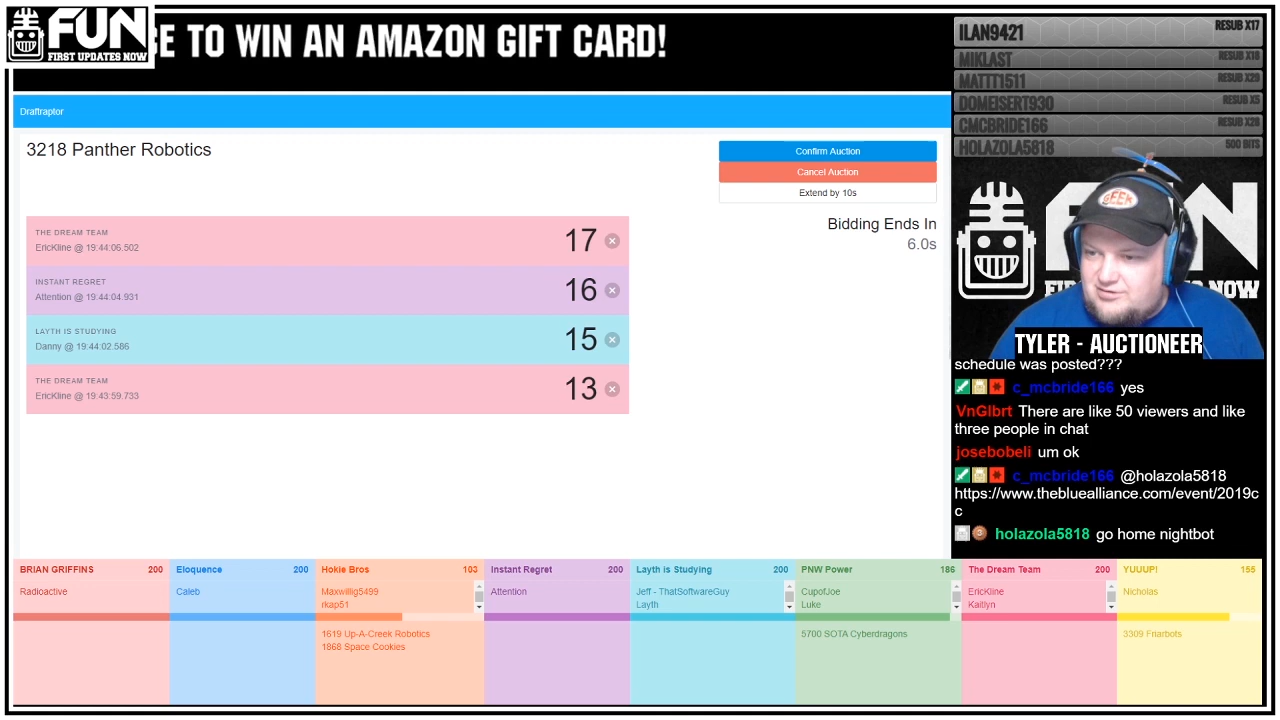 FUN
FIRST UPDATES NOW
E TO WIN AN AMAZON GIFT CARD!
Draftraptor
3218 Panther Robotics
Confirm Auction
Cancel Auction
Extend by 10s
Bidding Ends In
6.0s
THE DREAM TEAM
EricKline @ 19:44:06.502
17
INSTANT REGRET
Attention @ 19:44:04.931
16
LAYTH IS STUDYING
Danny @ 19:44:02.586
15
THE DREAM TEAM
EricKline @ 19:43:59.733
13
ILAN9421 RESUB X17
MIKLAST RESUB X18
MATTT1511 RESUB X29
DOMEISERT930 RESUB X5
CMCBRIDE166 RESUB X28
HOLAZOLA5818 500 BITS
GEEK
TYLER - AUCTIONEER
schedule was posted???
c_mcbride166 yes
VnGlbrt There are like 50 viewers and like
three people in chat
josebobeli um ok
c_mcbride166 @holazola5818
https://www.thebluealliance.com/event/2019c
c
holazola5818 go home nightbot
BRIAN GRIFFINS 200
Radioactive
Eloquence 200
Caleb
Hokie Bros 103
Maxwillig5499
rkap51
1619 Up-A-Creek Robotics
1868 Space Cookies
Instant Regret 200
Attention
Layth is Studying 200
Jeff - ThatSoftwareGuy
Layth
PNW Power 186
CupofJoe
Luke
5700 SOTA Cyberdragons
The Dream Team 200
EricKline
Kaitlyn
YUUUP! 155
Nicholas
3309 Friarbots